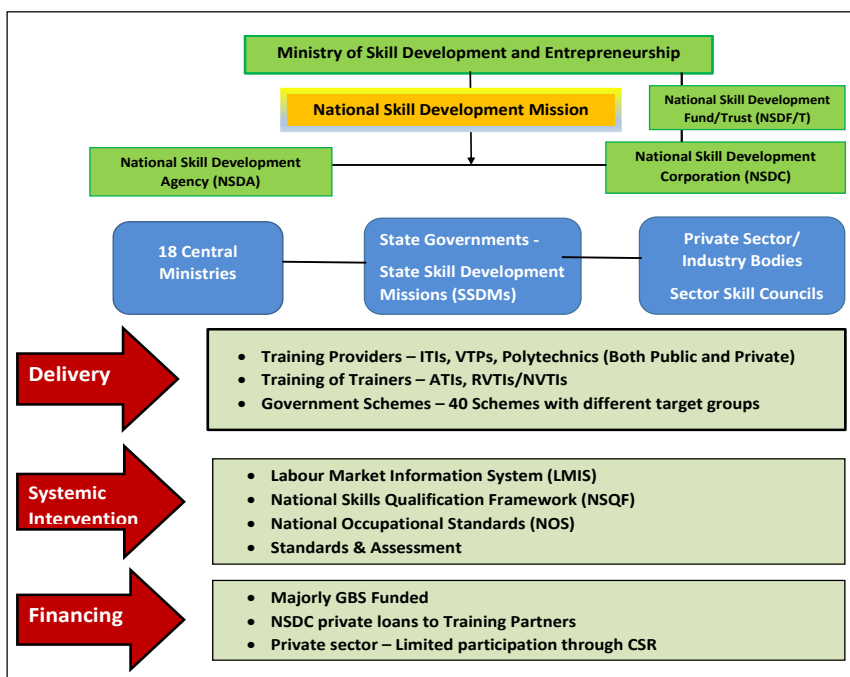 Ministry of Skill Development and Entrepreneurship
National Skill Development Mission
National Skill Development
Fund/Trust (NSDF/T)
National Skill Development
Agency (NSDA)
National Skill Development
Corporation (NSDC)
18 Central
Ministries
State Governments -
State Skill Development
Missions (SSDMs)
Private Sector/
Industry Bodies
Sector Skill Councils
Delivery
• Training Providers – ITIs, VTPs, Polytechnics (Both Public and Private)
• Training of Trainers – ATIs, RVTIs/NVTIs
• Government Schemes – 40 Schemes with different target groups
Systemic
Intervention
• Labour Market Information System (LMIS)
• National Skills Qualification Framework (NSQF)
• National Occupational Standards (NOS)
• Standards & Assessment
Financing
• Majorly GBS Funded
• NSDC private loans to Training Partners
• Private sector – Limited participation through CSR